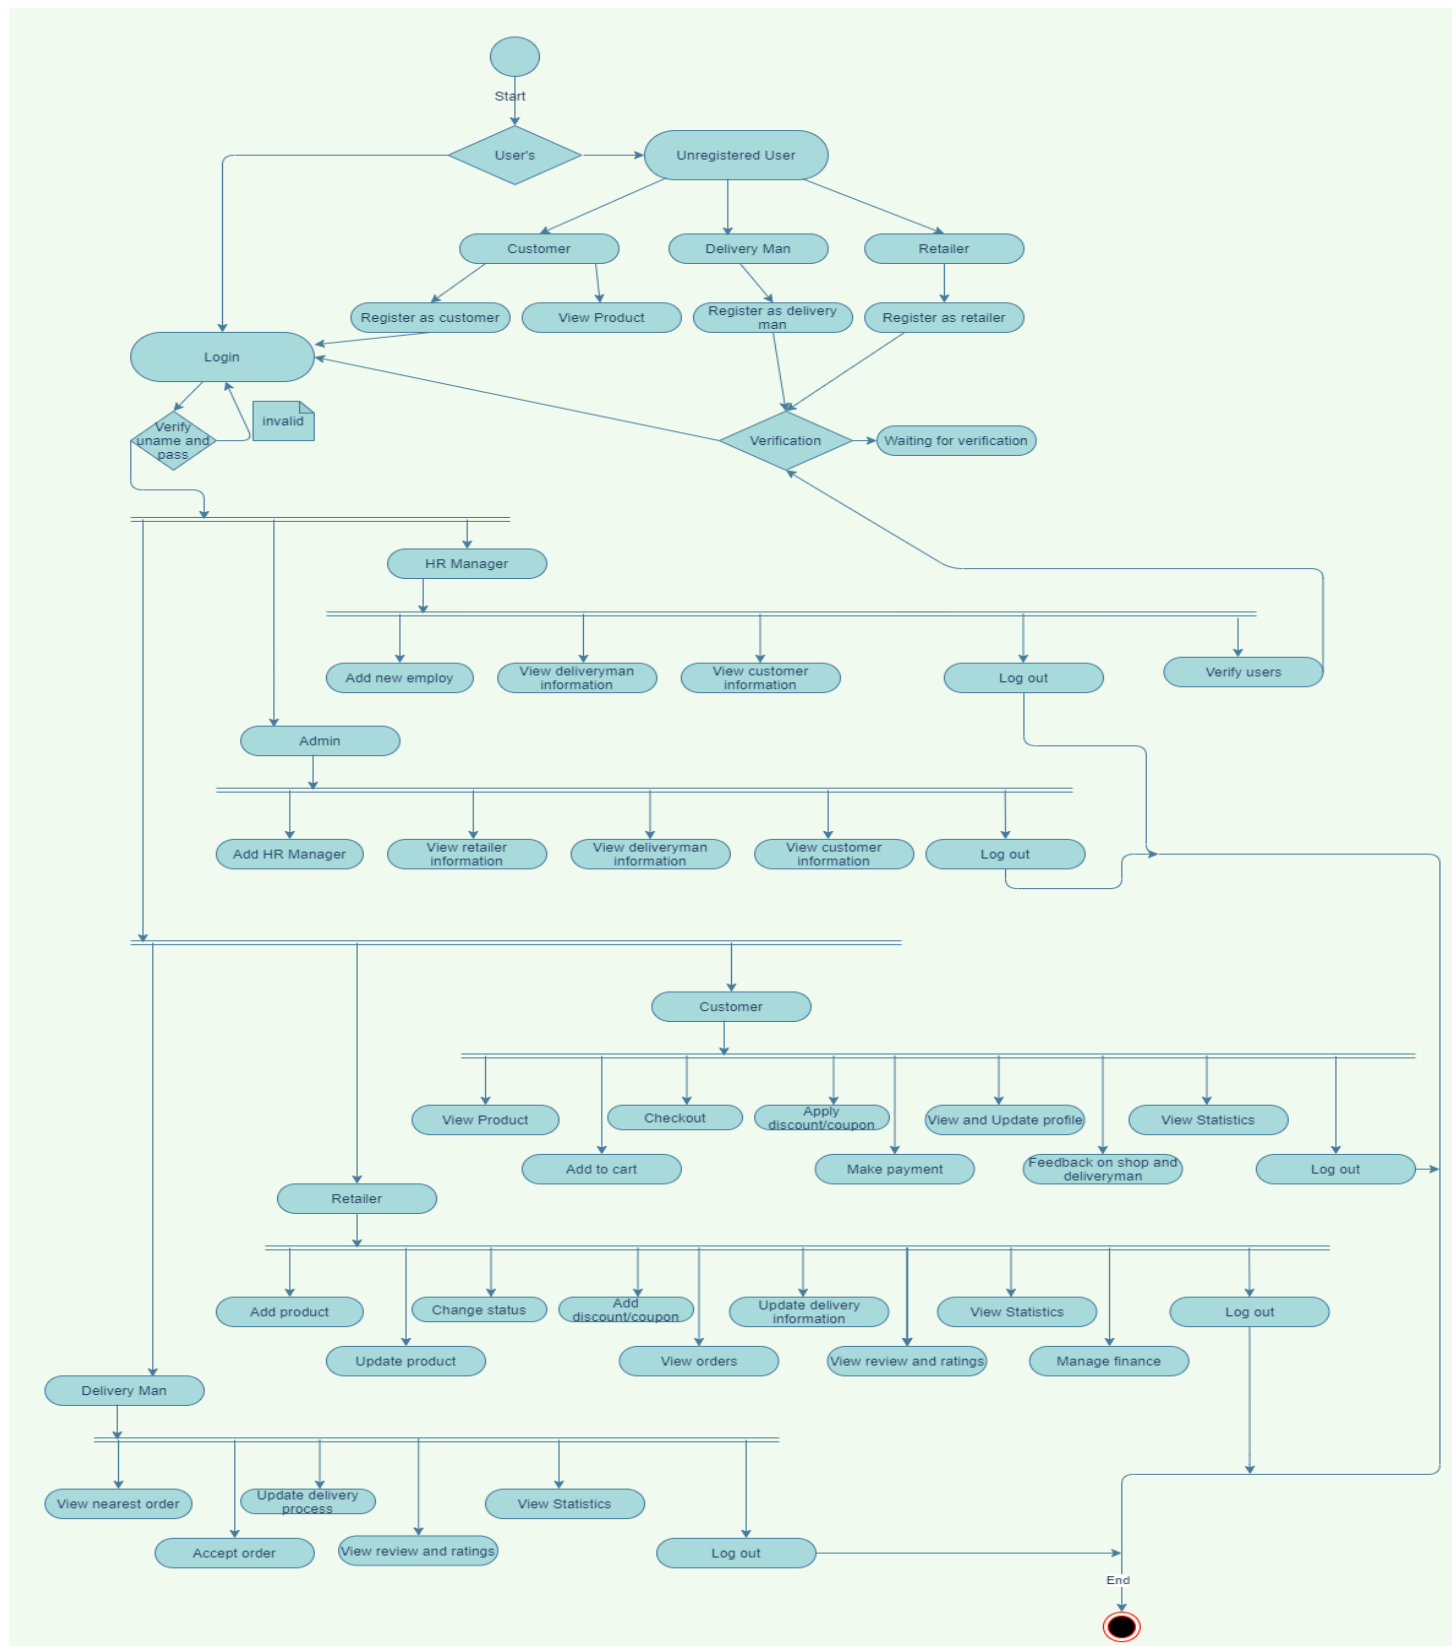 Start
User's
Unregistered User
Customer
Delivery Man
Retailer
Register as customer
View Product
Register as delivery
man
Register as retailer
Login
invalid
Verify
uname and
pass
Verification
Waiting for verification
HR Manager
Add new employ
View deliveryman
information
View customer
information
Log out
Verify users
Admin
Add HR Manager
View retailer
information
View deliveryman
information
View customer
information
Log out
Customer
View Product
Checkout
Apply
discount/coupon
View and Update profile
View Statistics
Add to cart
Make payment
Feedback on shop and
deliveryman
Log out
Retailer
Add product
Change status
Add
discount/coupon
Update delivery
information
View Statistics
Log out
Update product
View orders
View review and ratings
Manage finance
Delivery Man
View nearest order
Update delivery
process
View Statistics
Accept order
View review and ratings
Log out
End